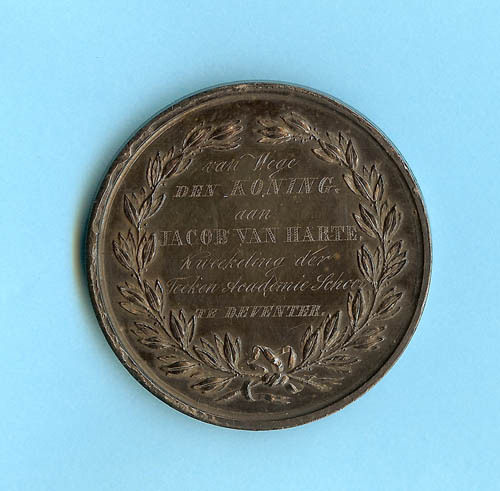 van Wege
DEN KONING.
aan
JACOB VAN HARTE.
Kweekeling der
Teeken Academie School
TE DEVENTER.